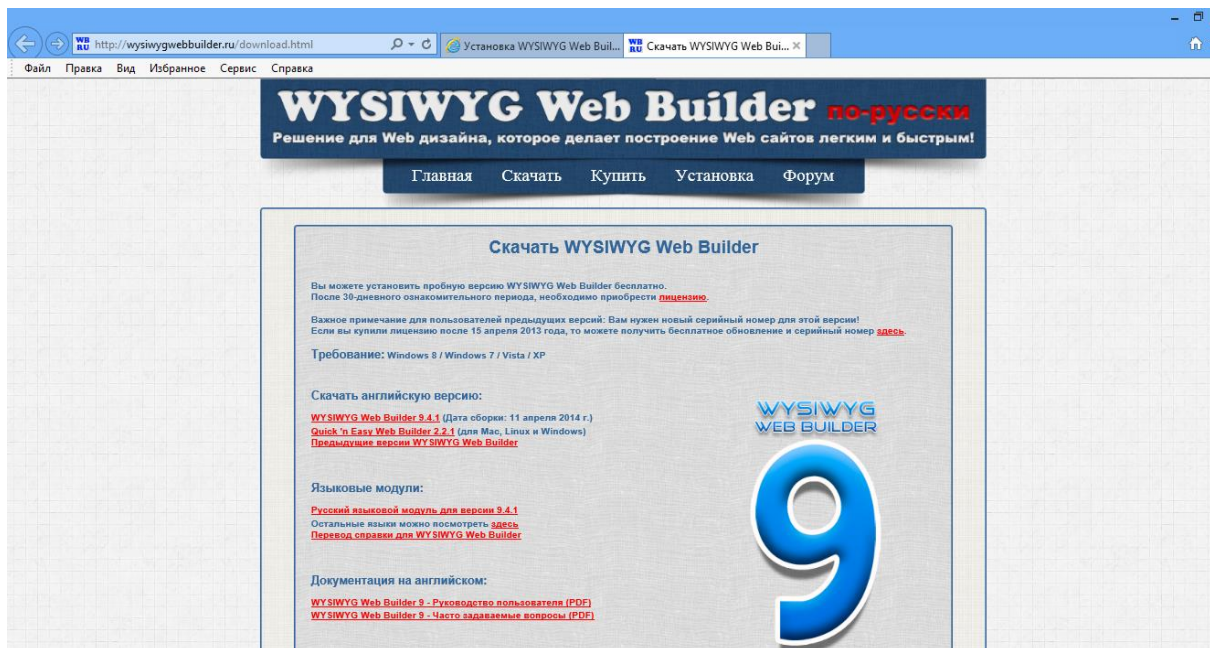 http://wysiwygwebbuilder.ru/download.html
Установка WYSIWYG Web Buil...
WB RU Скачать WYSIWYG Web Bui...
Файл Правка Вид Избранное Сервис Справка
WYSIWYG Web Builder по-русски
Решение для Web дизайна, которое делает построение Web сайтов легким и быстрым!
Главная Скачать Купить Установка Форум
Скачать WYSIWYG Web Builder
Вы можете установить пробную версию WYSIWYG Web Builder бесплатно.
После 30-дневного ознакомительного периода, необходимо приобрести лицензию.
Важное примечание для пользователей предыдущих версий: Вам нужен новый серийный номер для этой версии!
Если вы купили лицензию после 15 апреля 2013 года, то можете получить бесплатное обновление и серийный номер здесь.
Требование: Windows 8 / Windows 7 / Vista / XP
Скачать английскую версию:
WYSIWYG Web Builder 9.4.1 (Дата сборки: 11 апреля 2014 г.)
Quick 'n Easy Web Builder 2.2.1 (для Mac, Linux и Windows)
Предыдущие версии WYSIWYG Web Builder
WYSIWYG
WEB BUILDER
9
Языковые модули:
Русский языковой модуль для версии 9.4.1
Остальные языки можно посмотреть здесь
Перевод справки для WYSIWYG Web Builder
Документация на английском:
WYSIWYG Web Builder 9 - Руководство пользователя (PDF)
WYSIWYG Web Builder 9 - Часто задаваемые вопросы (PDF)